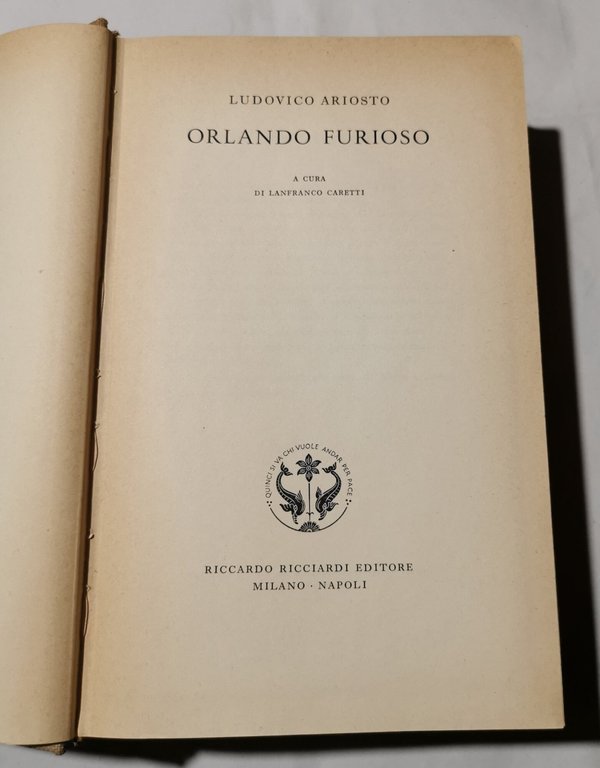 LUDOVICO ARIOSTO
ORLANDO FURIOSO
A CURA
DI LANFRANCO CARETTI
QUINCI SI VA CHI VUOLE ANDAR PER PACE
RICCARDO RICCIARDI EDITORE
MILANO · NAPOLI